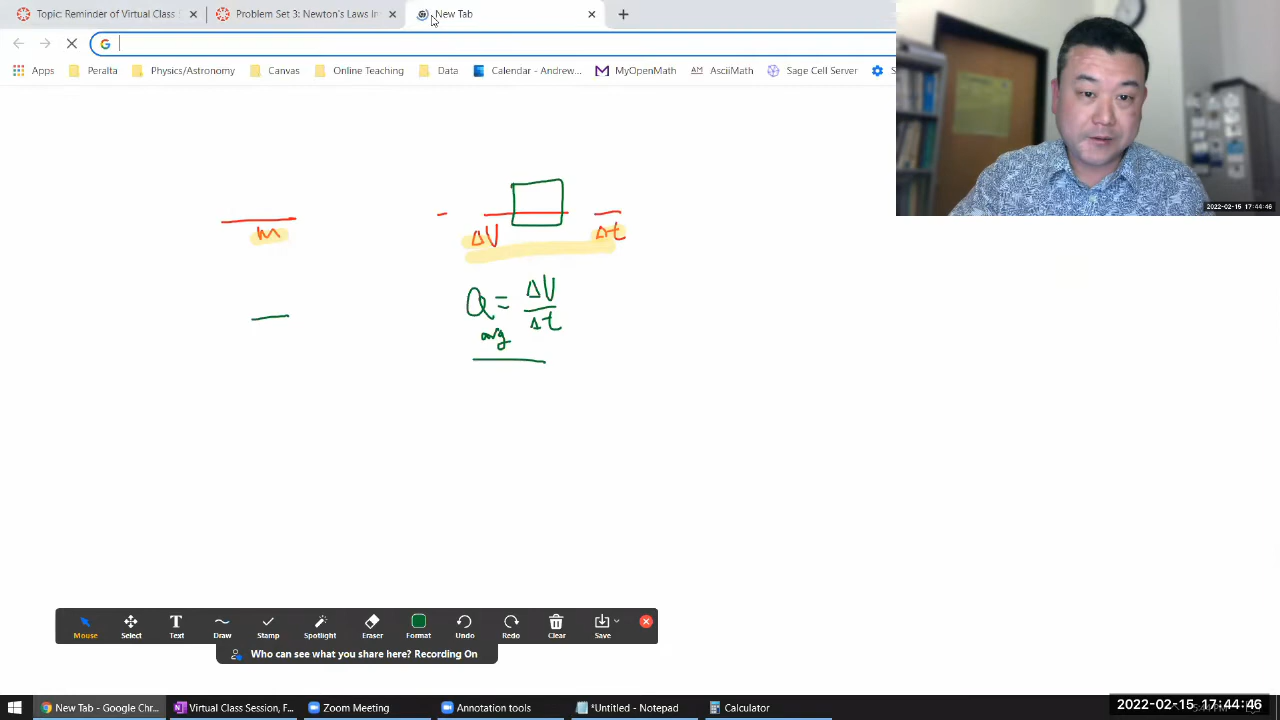 Topic: Reminder of Virtual Class
Problem Set 3: Newton's Laws In
New Tab
Apps
Peralta
Physics/Astronomy
Canvas
Online Teaching
Data
Calendar - Andrew...
MyOpenMath
AM AsciiMath
Sage Cell Server
S
2022-02-15 17:44:46
m
ΔV
Δt
Q = ΔV/Δt
avg
Mouse
Select
Text
Draw
Stamp
Spotlight
Eraser
Format
Undo
Redo
Clear
Save
Who can see what you share here? Recording On
New Tab - Google Chr...
Virtual Class Session, F...
Zoom Meeting
Annotation tools
*Untitled - Notepad
Calculator
2022-02-15 17:44:46